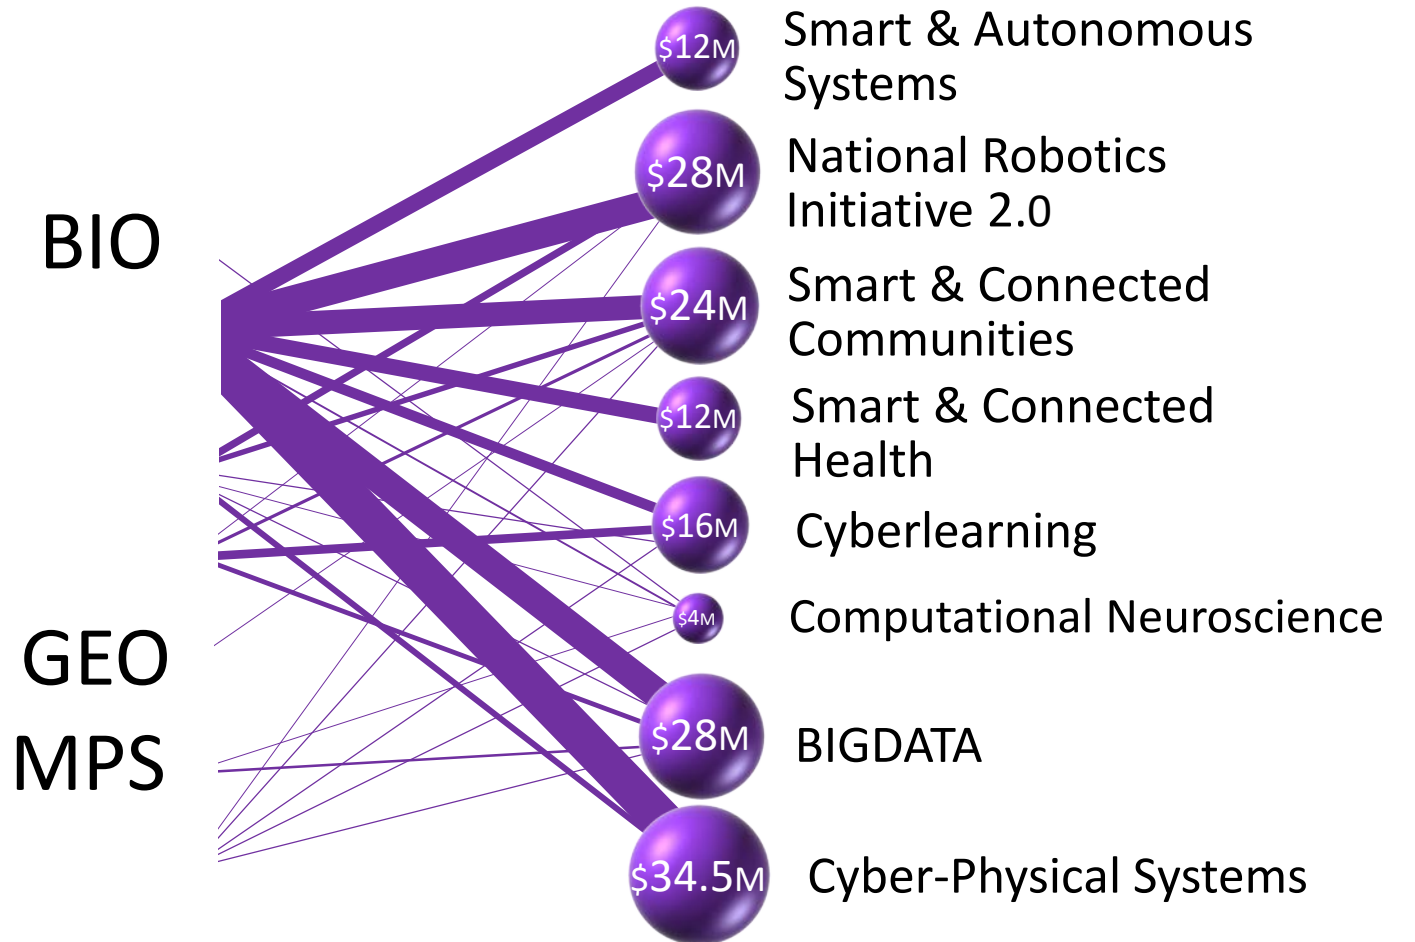 $12M
Smart & Autonomous
Systems
$28M
National Robotics
Initiative 2.0
BIO
$24M
Smart & Connected
Communities
$12M
Smart & Connected
Health
$16M
Cyberlearning
$4M
Computational Neuroscience
GEO
MPS
$28M
BIGDATA
$34.5M
Cyber-Physical Systems